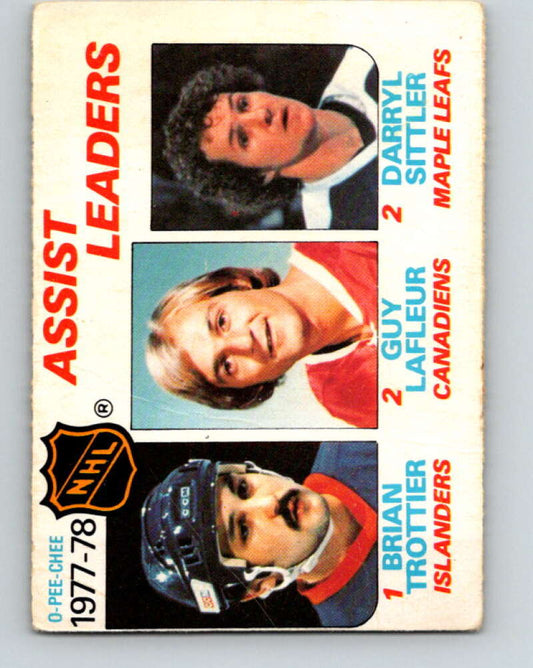 O-PEE-CHEE
1977-78
NHL
®
ASSIST
LEADERS
CCM
1 BRIAN
TROTTIER
ISLANDERS
2 GUY
LAFLEUR
CANADIENS
2 DARRYL
SITTLER
MAPLE LEAFS